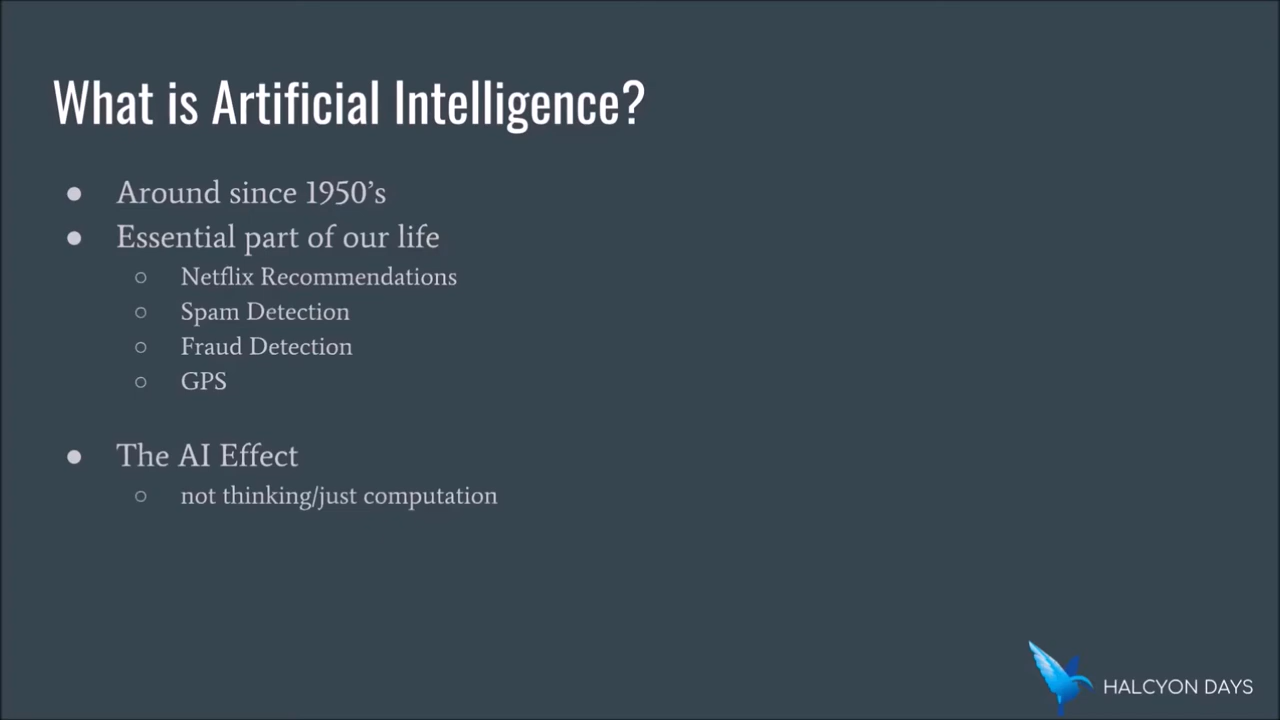 What is Artificial Intelligence?
● Around since 1950’s
● Essential part of our life
○ Netflix Recommendations
○ Spam Detection
○ Fraud Detection
○ GPS
● The AI Effect
○ not thinking/just computation
HALCYON DAYS